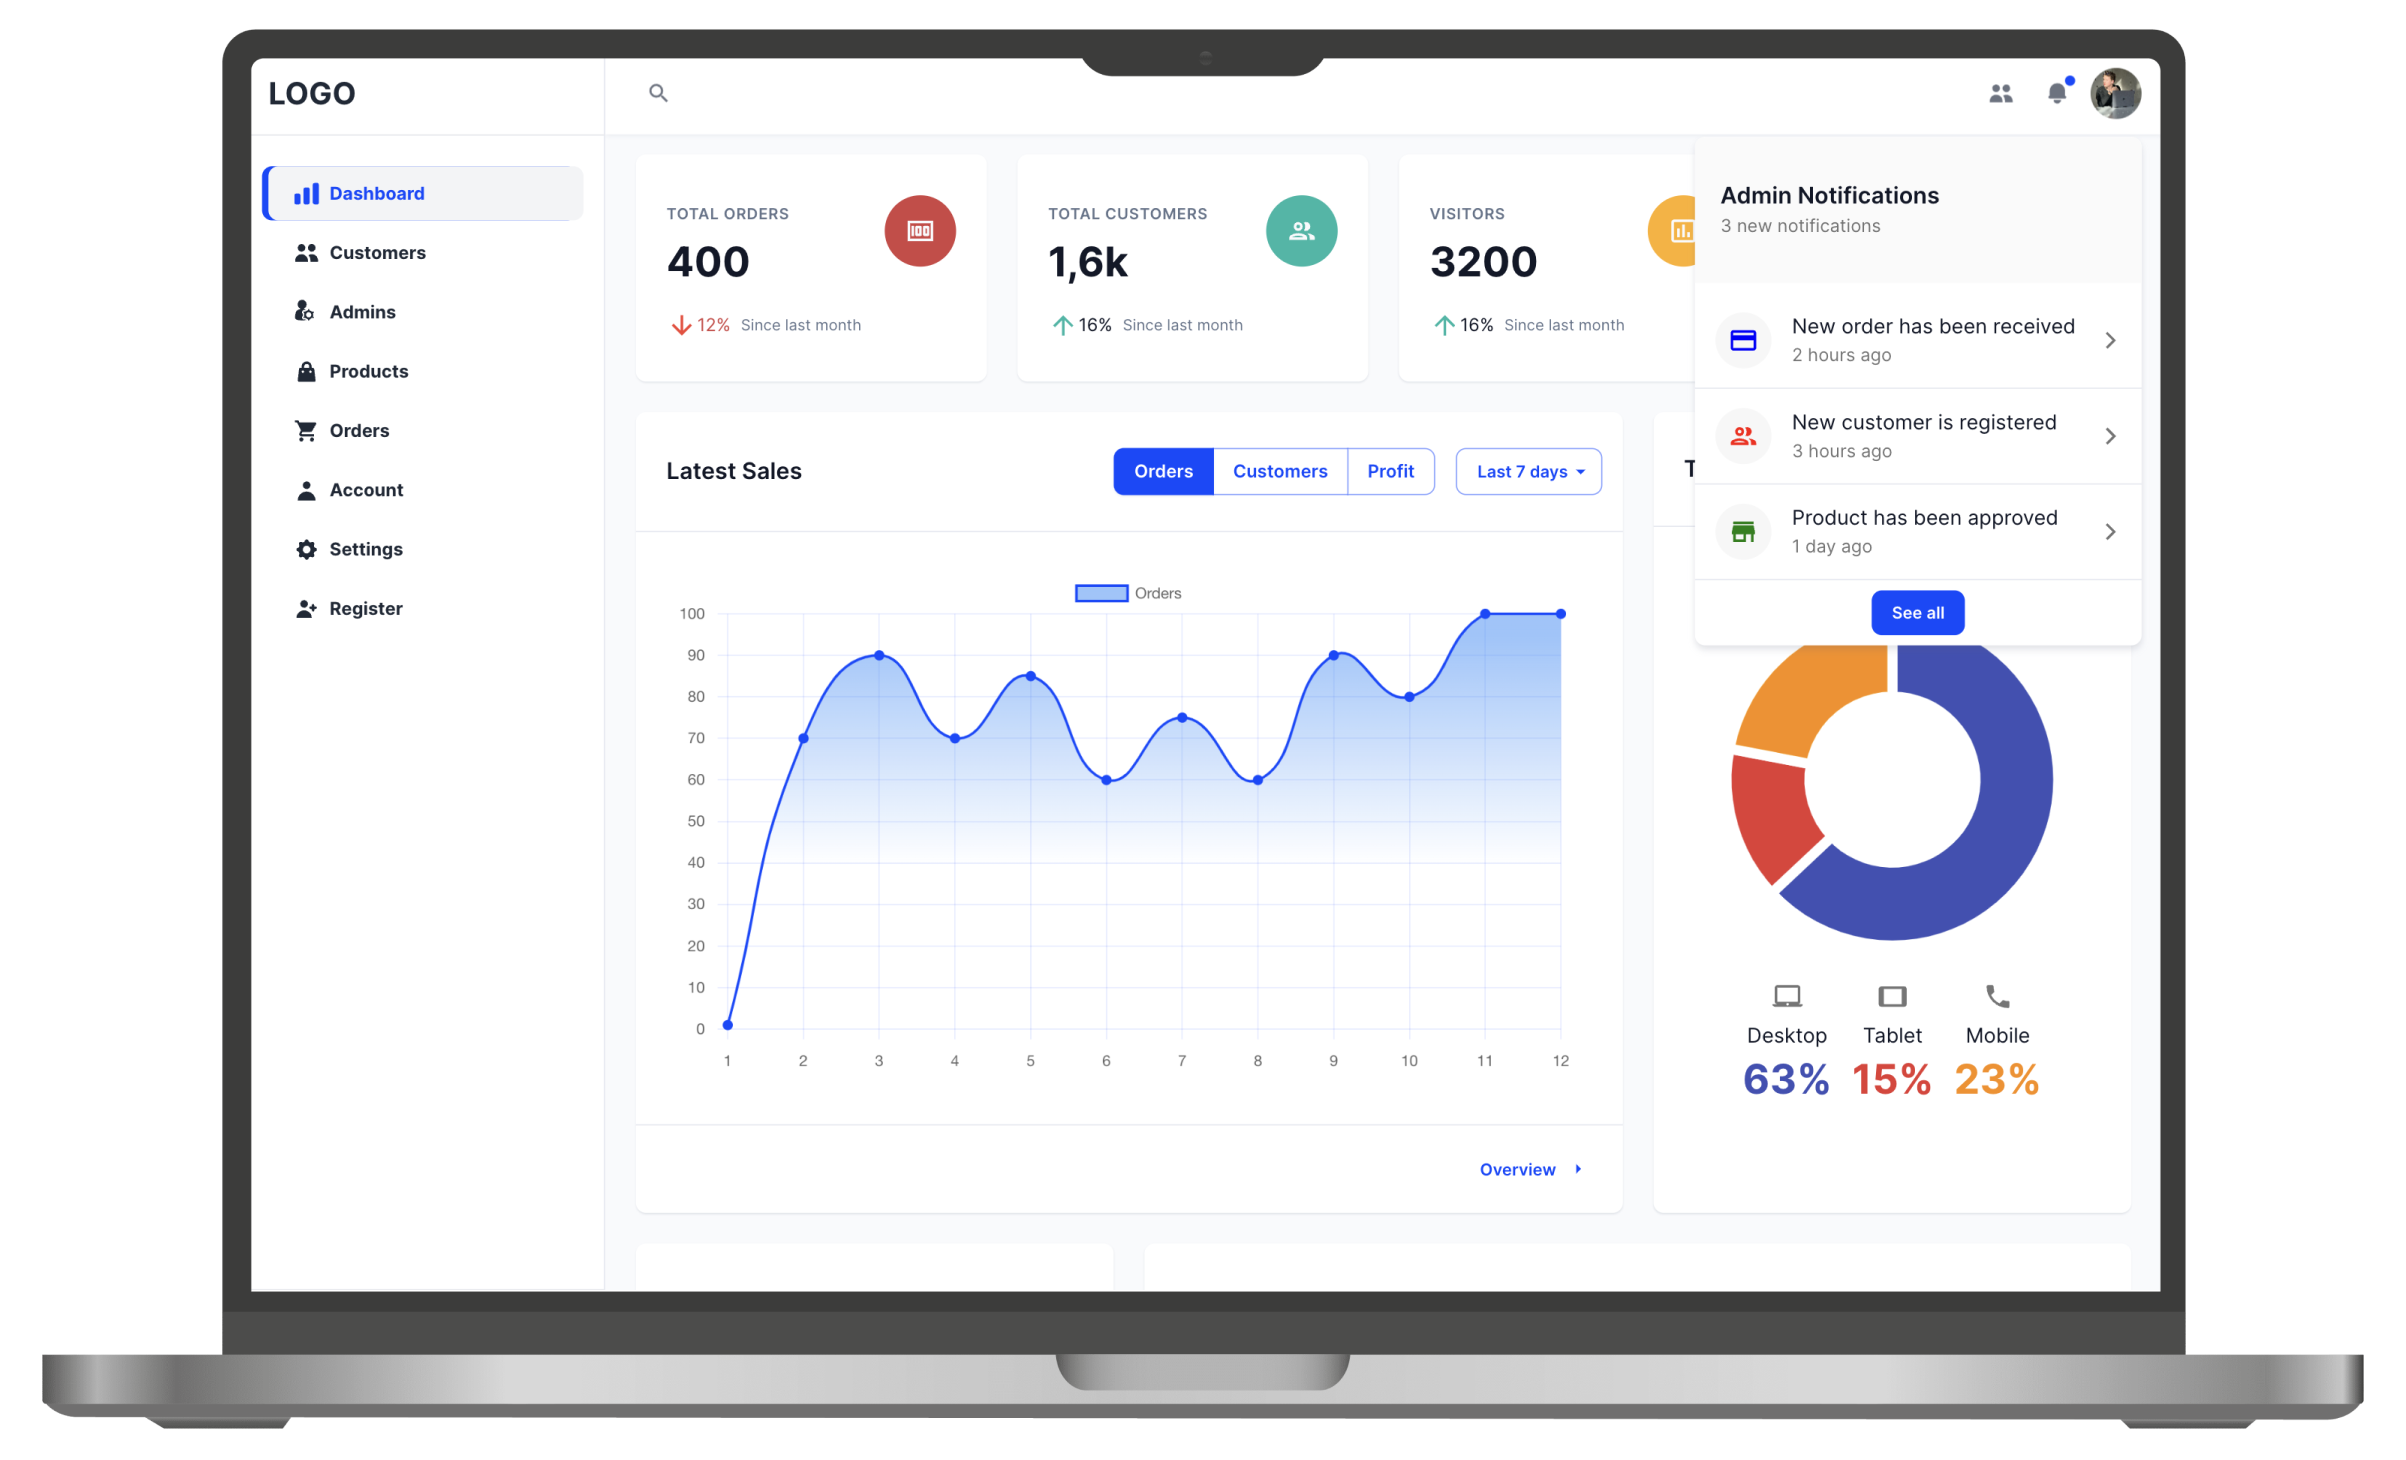 LOGO
Dashboard
Customers
Admins
Products
Orders
Account
Settings
Register
TOTAL ORDERS
400
12% Since last month
100
TOTAL CUSTOMERS
1,6k
16% Since last month
VISITORS
3200
16% Since last month
Admin Notifications
3 new notifications
New order has been received
2 hours ago
New customer is registered
3 hours ago
Product has been approved
1 day ago
See all
Latest Sales
Orders Customers Profit Last 7 days
T
Orders
100
90
80
70
60
50
40
30
20
10
0
1 2 3 4 5 6 7 8 9 10 11 12
Overview
Desktop Tablet Mobile
63% 15% 23%